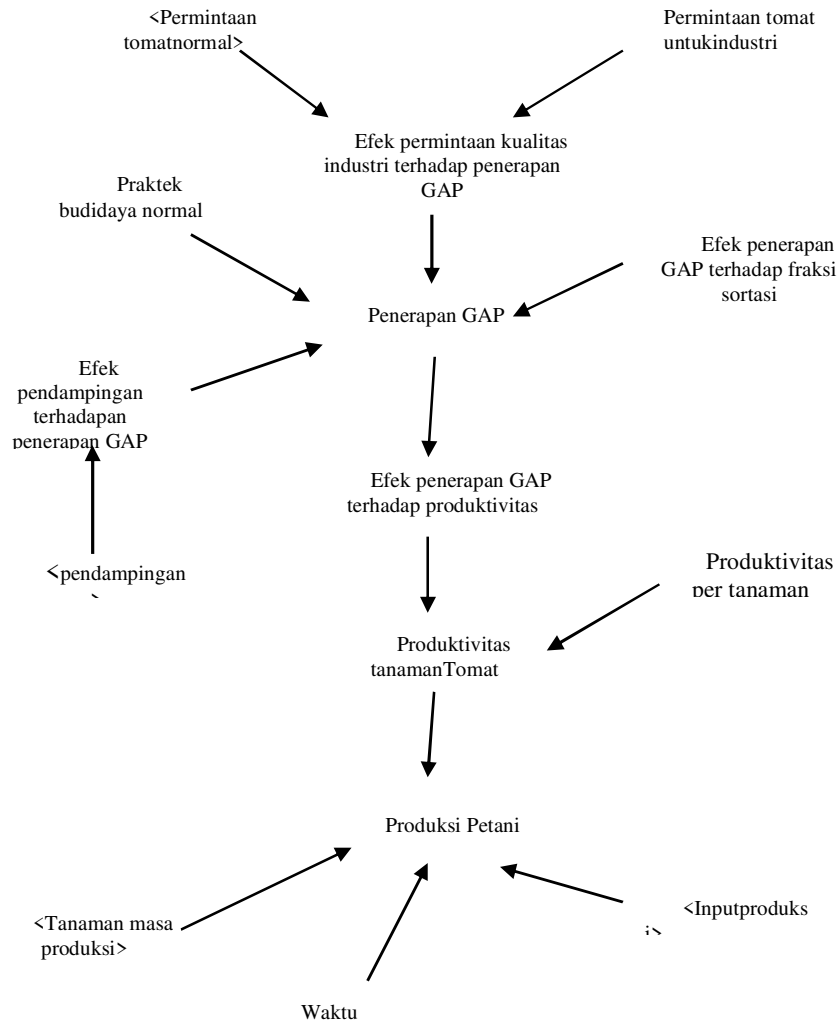 <Permintaan
tomatnormal>
Permintaan tomat
untukindustri
Efek permintaan kualitas
industri terhadap penerapan
GAP
Praktek
budidaya normal
Efek penerapan
GAP terhadap fraksi
sortasi
Penerapan GAP
Efek
pendampingan
terhadapan
penerapan GAP
Efek penerapan GAP
terhadap produktivitas
<pendampingan
>
Produktivitas
per tanaman
Produktivitas
tanamanTomat
Produksi Petani
<Tanaman masa
produksi>
<Inputproduks
i>
Waktu